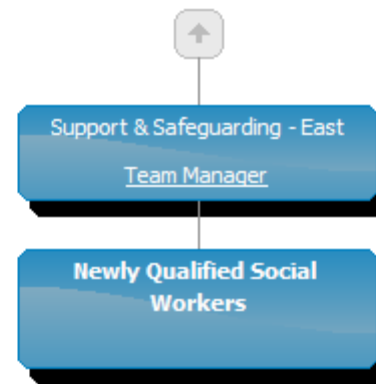 Support & Safeguarding - East
Team Manager
Newly Qualified Social
Workers